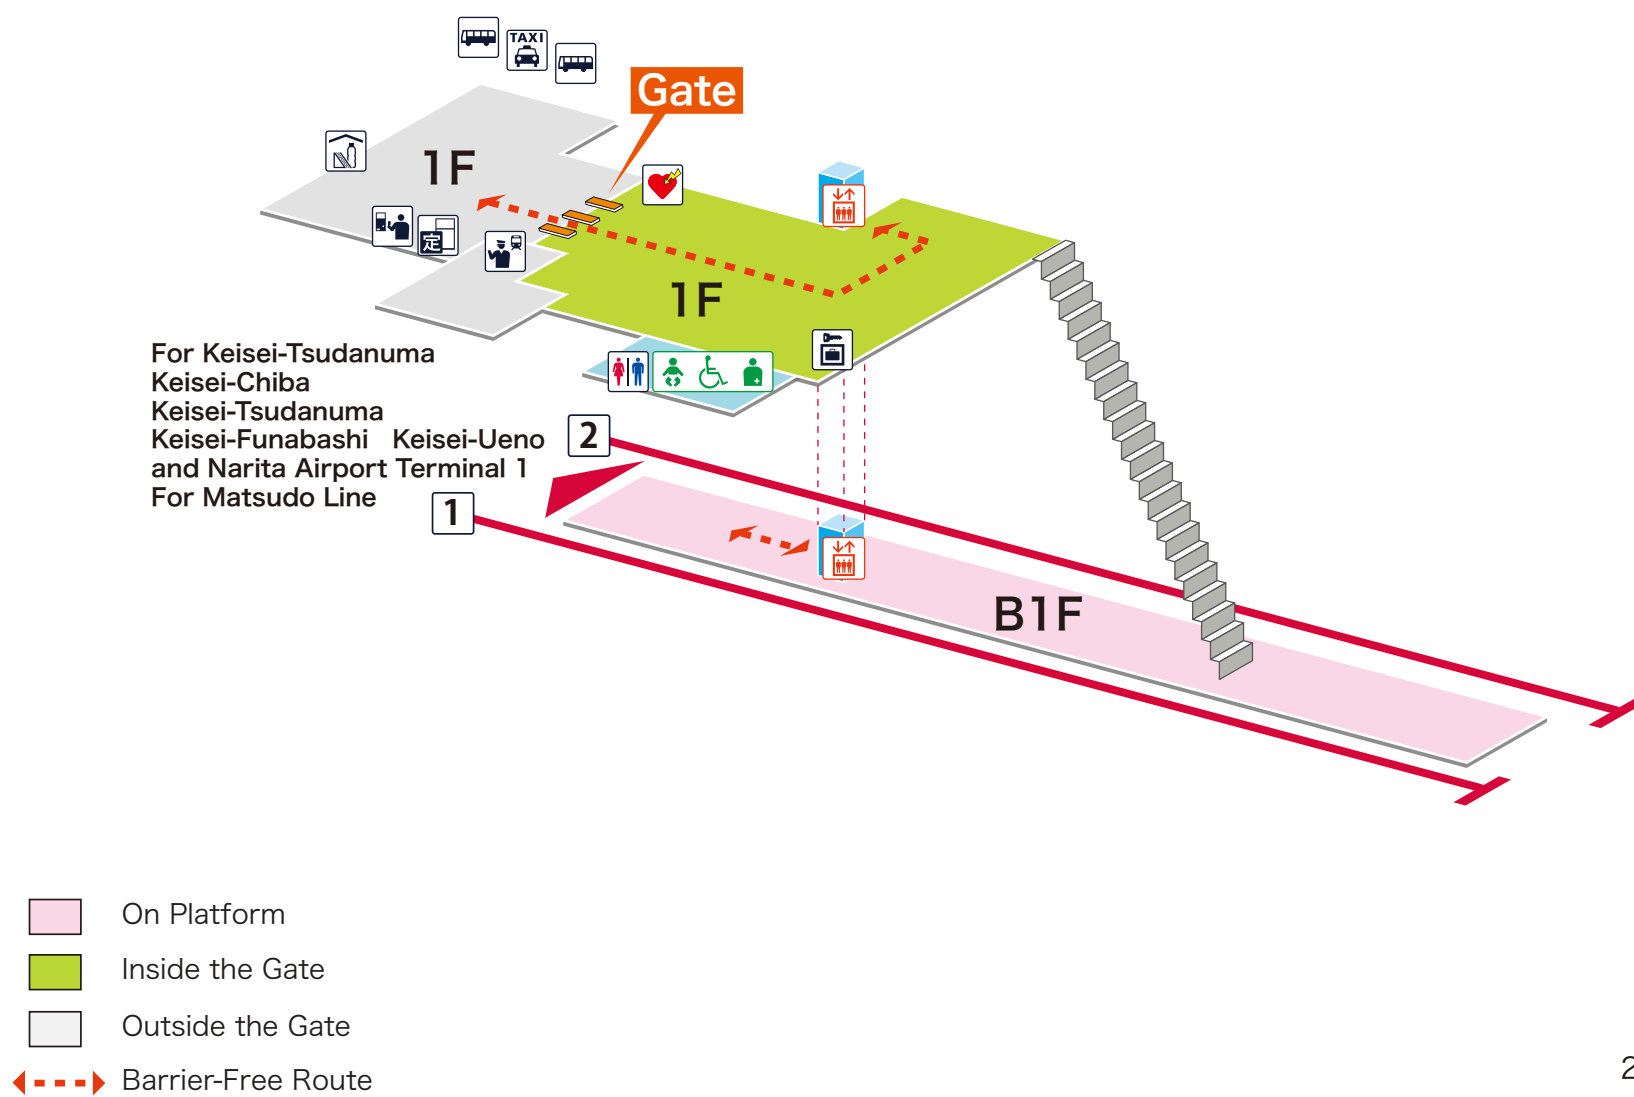 TAXI
Gate
1F
定
1F
For Keisei-Tsudanuma
Keisei-Chiba
Keisei-Tsudanuma
Keisei-Funabashi Keisei-Ueno
and Narita Airport Terminal 1
For Matsudo Line
2
1
B1F
On Platform
Inside the Gate
Outside the Gate
Barrier-Free Route
2